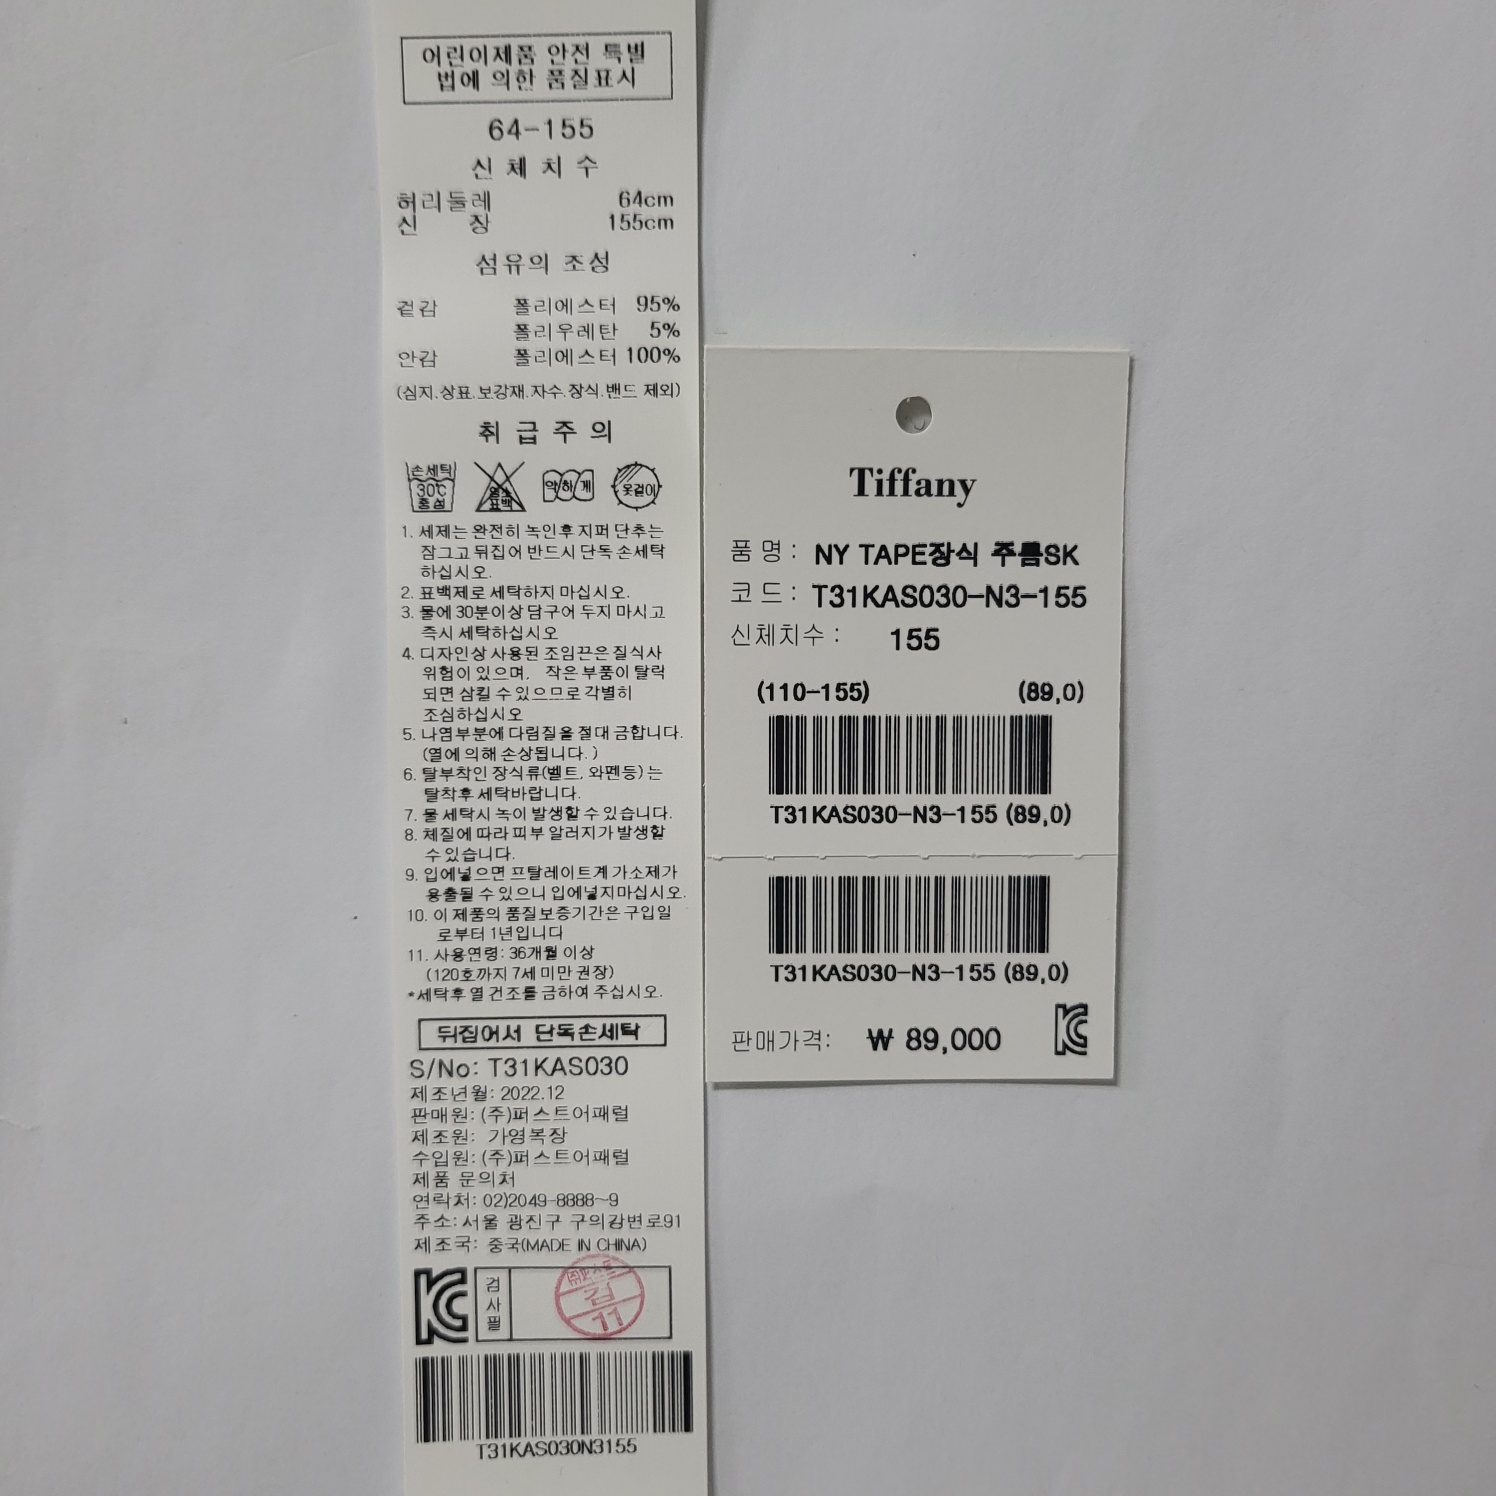 어린이제품 안전 특별
법에 의한 품질표시
64-155
신체치수
허리둘레 64cm
신 장 155cm
섬유의 조성
겉감 폴리에스터 95%
폴리우레탄 5%
안감 폴리에스터 100%
(심지.상표.보강재.자수.장식.밴드 제외)
취급주의
손세탁 30℃ 중성
염소 표백
약하게
옷걸이
1. 세제는 완전히 녹인후 지퍼 단추는
잠그고 뒤집어 반드시 단독 손세탁
하십시오.
2. 표백제로 세탁하지 마십시오.
3. 물에 30분이상 담구어 두지 마시고
즉시 세탁하십시오
4. 디자인상 사용된 조임끈은 질식사
위험이 있으며, 작은 부품이 탈락
되면 삼킬 수 있으므로 각별히
조심하십시오
5. 나염부분에 다림질을 절대 금합니다.
(열에 의해 손상됩니다. )
6. 탈부착인 장식류(벨트, 와펜등) 는
탈착후 세탁바랍니다.
7. 물 세탁시 녹이 발생할 수 있습니다.
8. 체질에 따라 피부 알러지가 발생할
수 있습니다.
9. 입에넣으면 프탈레이트계 가소제가
용출될 수 있으니 입에넣지마십시오.
10. 이 제품의 품질보증기간은 구입일
로부터 1년입니다
11. 사용연령: 36개월 이상
(120호까지 7세 미만 권장)
*세탁후 열 건조를 금하여 주십시오.
뒤집어서 단독손세탁
S/No: T31KAS030
제조년월: 2022.12
판매원: (주)퍼스트어패럴
제조원: 가영복장
수입원: (주)퍼스트어패럴
제품 문의처
연락처: 02)2049-8888~9
주소: 서울 광진구 구의강변로91
제조국: 중국(MADE IN CHINA)
KC 검사필
검
11
T31KAS030N3155
Tiffany
품 명 : NY TAPE장식 주름SK
코 드 : T31KAS030-N3-155
신체치수 : 155
(110-155) (89,0)
T31KAS030-N3-155 (89,0)
T31KAS030-N3-155 (89,0)
판매가격: ₩ 89,000
KC